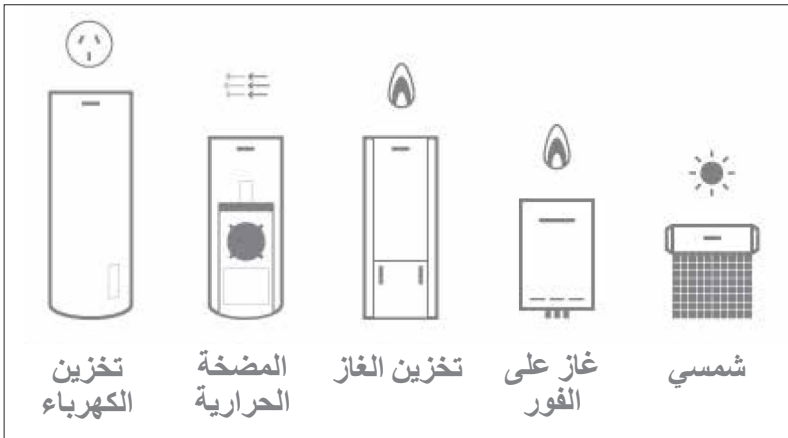 شمسي
غاز على
الفور
تخزين الغاز
المضخة
الحرارية
تخزين
الكهرباء